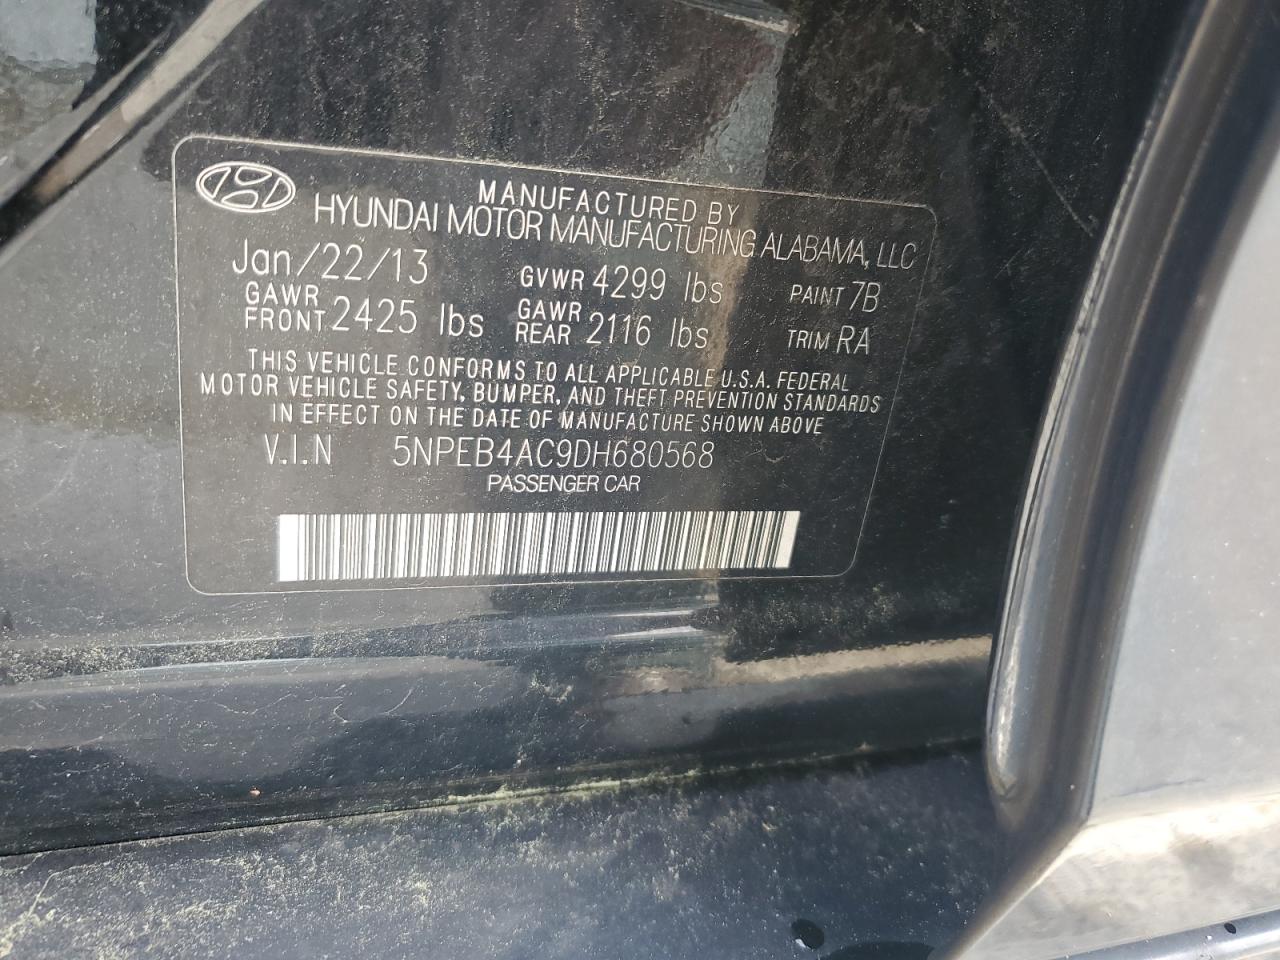 MANUFACTURED BY
HYUNDAI MOTOR MANUFACTURING ALABAMA, LLC
Jan/22/13 GVWR 4299 lbs PAINT 7B
GAWR FRONT 2425 lbs GAWR REAR 2116 lbs TRIM RA
THIS VEHICLE CONFORMS TO ALL APPLICABLE U.S.A. FEDERAL
MOTOR VEHICLE SAFETY, BUMPER, AND THEFT PREVENTION STANDARDS
IN EFFECT ON THE DATE OF MANUFACTURE SHOWN ABOVE
V.I.N 5NPEB4AC9DH680568
PASSENGER CAR